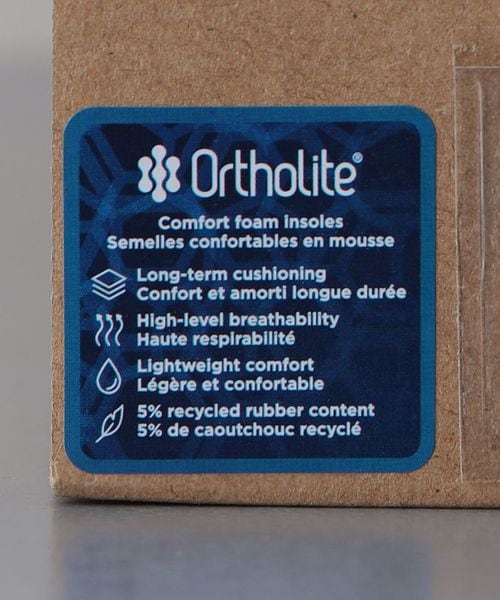 Ortholite®
Comfort foam insoles
Semelles confortables en mousse
Long-term cushioning
Confort et amorti longue durée
High-level breathability
Haute respirabilité
Lightweight comfort
Légère et confortable
5% recycled rubber content
5% de caoutchouc recyclé